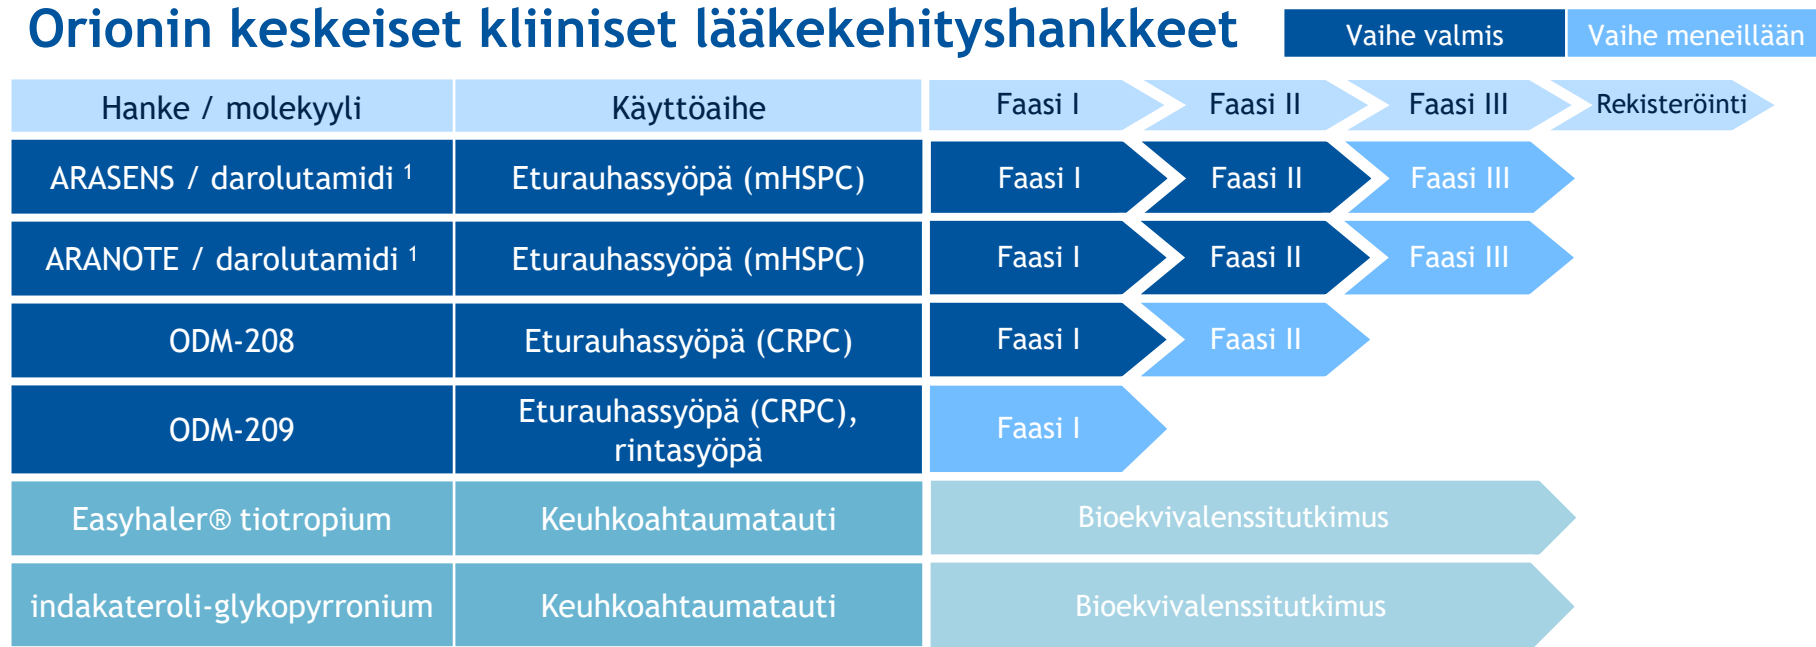 Orionin keskeiset kliiniset lääkekehityshankkeet
Vaihe valmis
Vaihe meneillään
Hanke / molekyyli
Käyttöaihe
Faasi I
Faasi II
Faasi III
Rekisteröinti
ARASENS / darolutamidi ¹
Eturauhassyöpä (mHSPC)
Faasi I
Faasi II
Faasi III
ARANOTE / darolutamidi ¹
Eturauhassyöpä (mHSPC)
Faasi I
Faasi II
Faasi III
ODM-208
Eturauhassyöpä (CRPC)
Faasi I
Faasi II
ODM-209
Eturauhassyöpä (CRPC),
rintasyöpä
Faasi I
Easyhaler® tiotropium
Keuhkoahtaumatauti
Bioekvivalenssitutkimus
indakateroli-glykopyrronium
Keuhkoahtaumatauti
Bioekvivalenssitutkimus